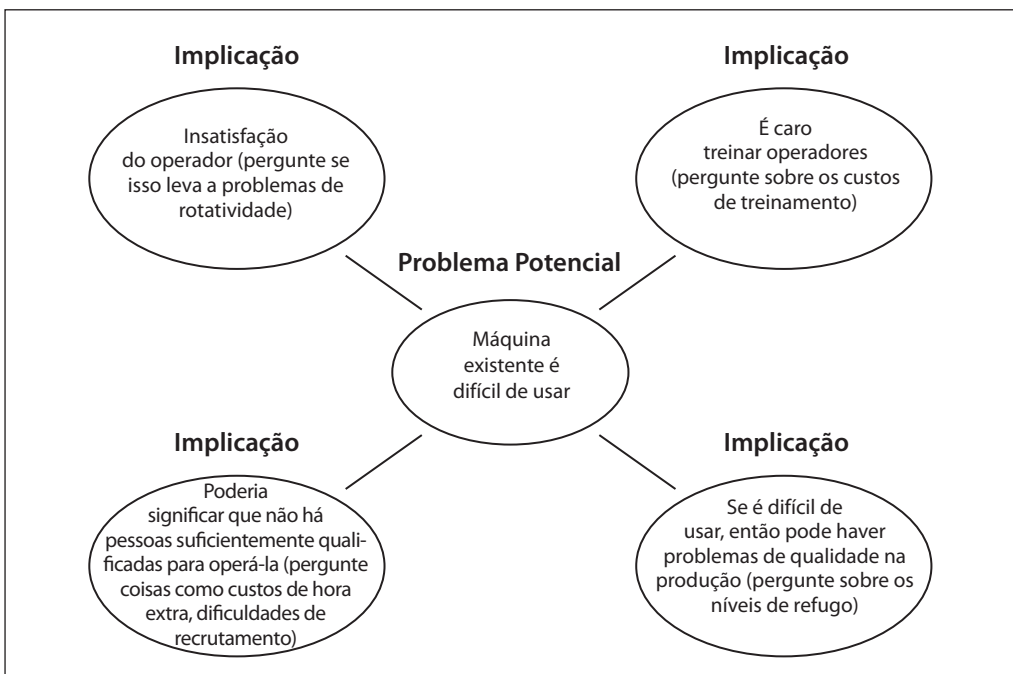 Implicação
Insatisfação
do operador (pergunte se
isso leva a problemas de
rotatividade)
Implicação
É caro
treinar operadores
(pergunte sobre os custos
de treinamento)
Problema Potencial
Máquina
existente é
difícil de usar
Implicação
Poderia
significar que não há
pessoas suficientemente quali-
ficadas para operá-la (pergunte
coisas como custos de hora
extra, dificuldades de
recrutamento)
Implicação
Se é difícil de
usar, então pode haver
problemas de qualidade na
produção (pergunte sobre os
níveis de refugo)